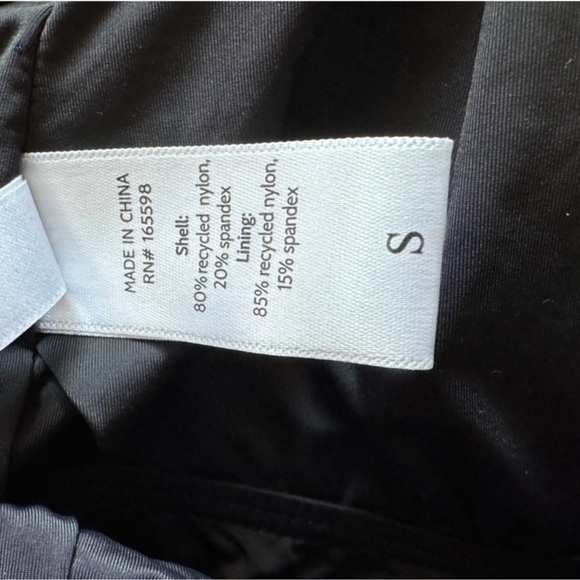 MADE IN CHINA
RN# 165598
Shell:
80% recycled nylon,
20% spandex
Lining:
85% recycled nylon,
15% spandex
S